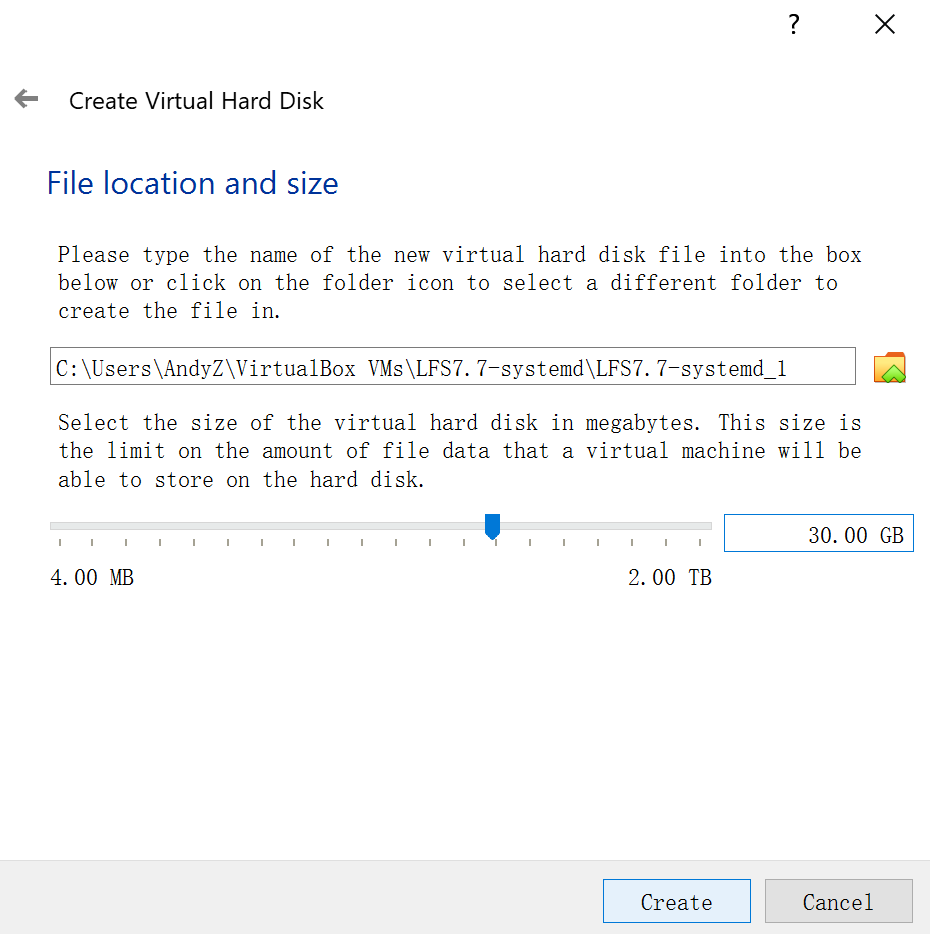 ?
Create Virtual Hard Disk
File location and size
Please type the name of the new virtual hard disk file into the box
below or click on the folder icon to select a different folder to
create the file in.
C:\Users\AndyZ\VirtualBox VMs\LFS7.7-systemd\LFS7.7-systemd_1
Select the size of the virtual hard disk in megabytes. This size is
the limit on the amount of file data that a virtual machine will be
able to store on the hard disk.
30.00 GB
4.00 MB 2.00 TB
Create Cancel